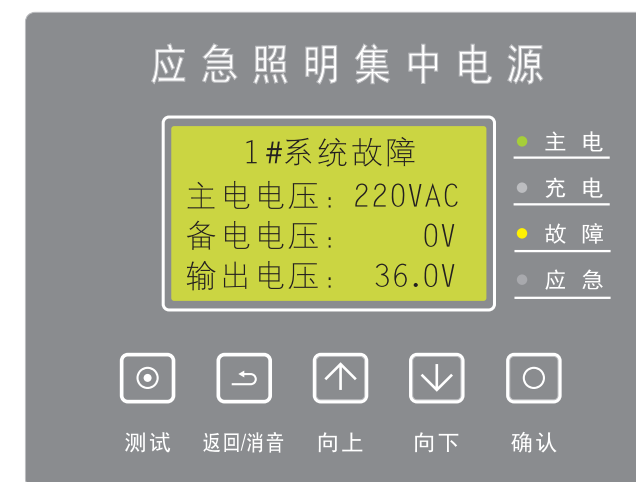 应急照明集中电源
1#系统故障
主电电压: 220VAC
备电电压: 0V
输出电压: 36.0V
主电
充电
故障
应急
测试 返回/消音 向上 向下 确认